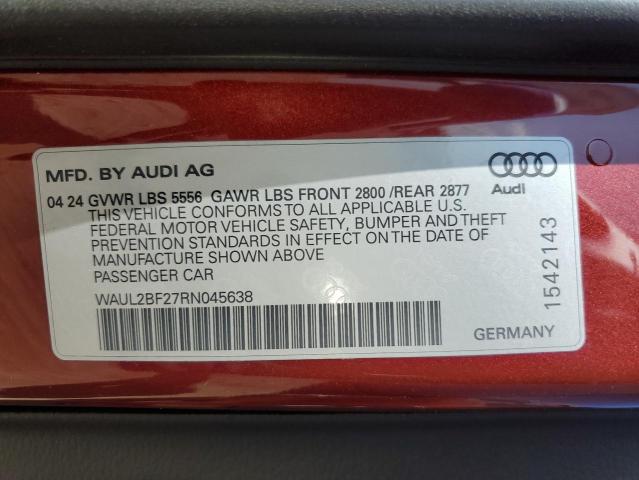 MFD. BY AUDI AG
Audi
04 24 GVWR LBS 5556 GAWR LBS FRONT 2800 /REAR 2877
THIS VEHICLE CONFORMS TO ALL APPLICABLE U.S.
FEDERAL MOTOR VEHICLE SAFETY, BUMPER AND THEFT
PREVENTION STANDARDS IN EFFECT ON THE DATE OF
MANUFACTURE SHOWN ABOVE
PASSENGER CAR
WAUL2BF27RN045638
1542143
GERMANY